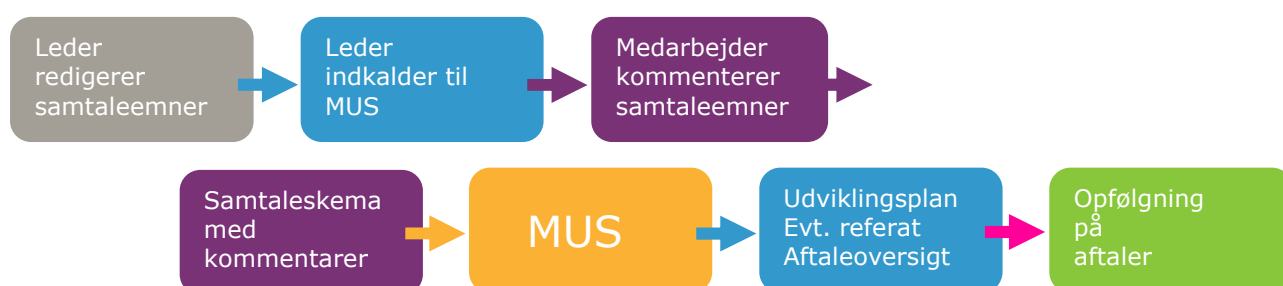 Leder
redigerer
samtaleemner
Leder
indkalder til
MUS
Medarbejder
kommenterer
samtaleemner
Samtaleskema
med
kommentarer
MUS
Udviklingsplan
Evt. referat
Aftaleoversigt
Opfølgning
på
aftaler